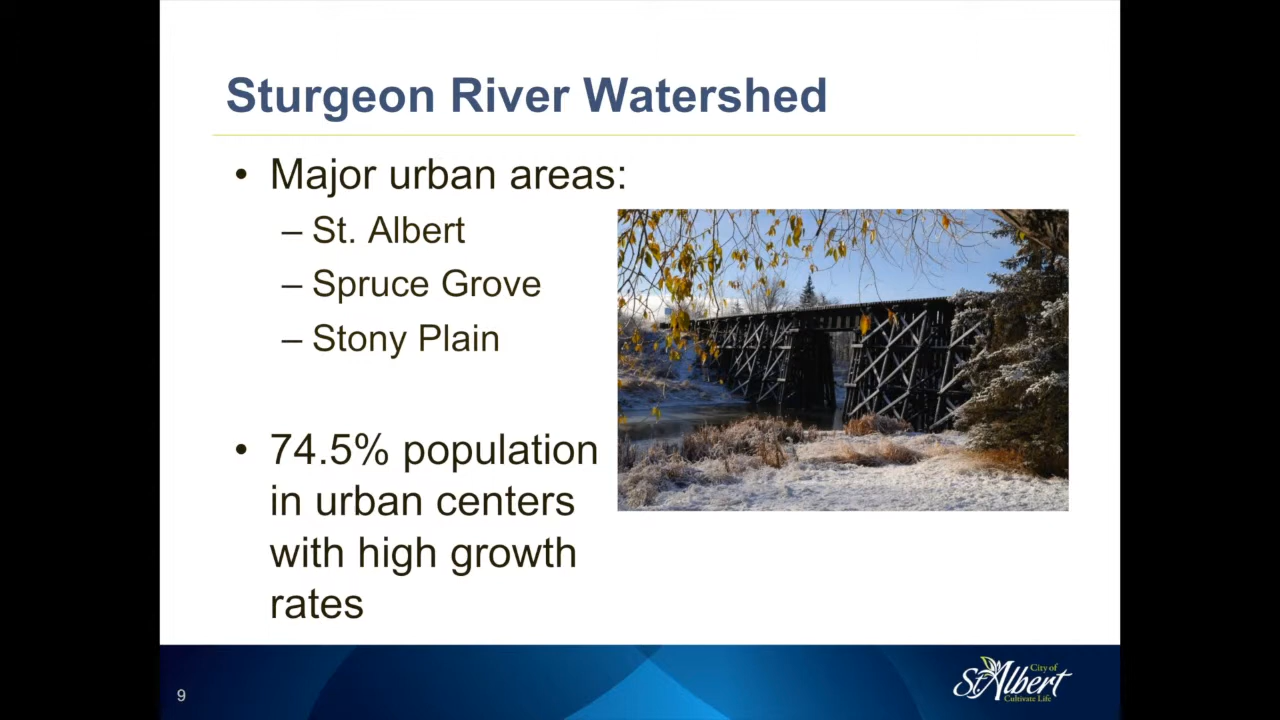 Sturgeon River Watershed
• Major urban areas:
– St. Albert
– Spruce Grove
– Stony Plain
• 74.5% population
in urban centers
with high growth
rates
9
City of
St. Albert
Cultivate Life